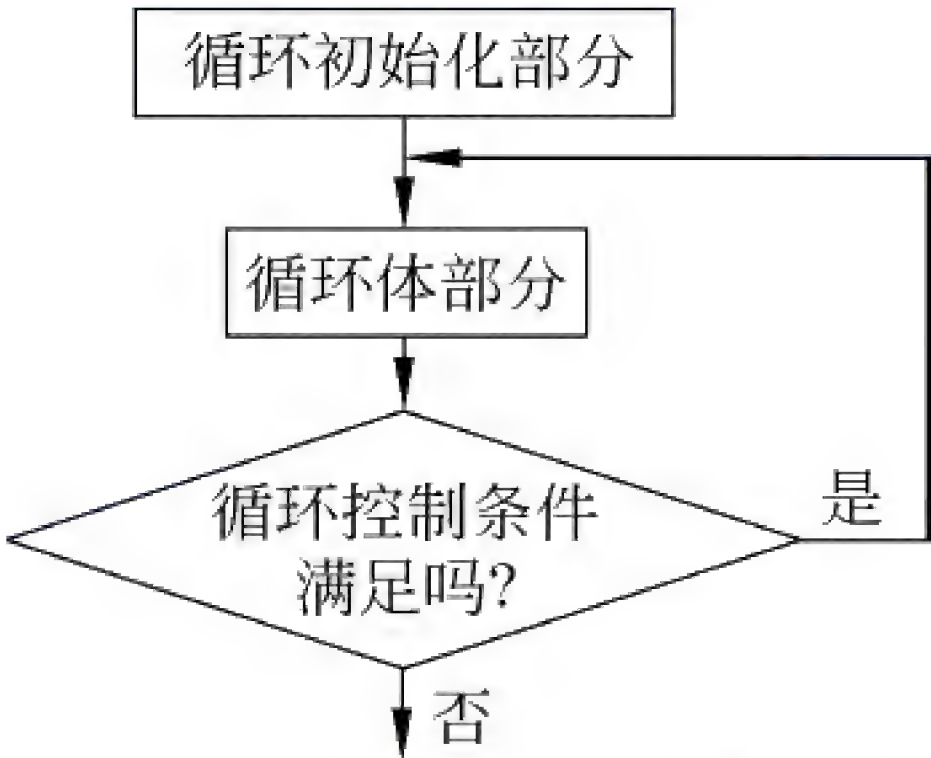 循环初始化部分
循环体部分
循环控制条件
满足吗?
是
否